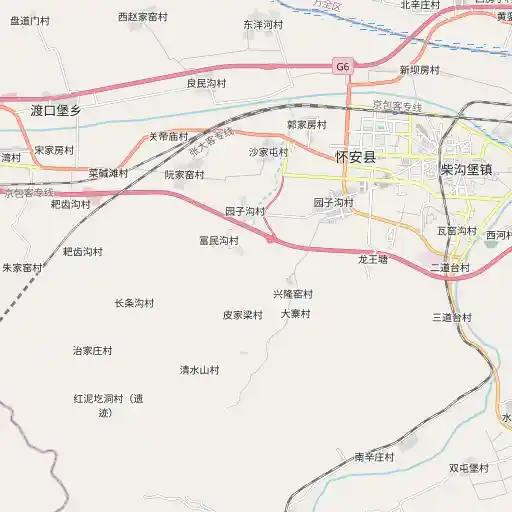 万全区
北辛庄村
盘道门村
西赵家窑村
东洋河村
G6
新坝房村
良民沟村
京包客专线
渡口堡乡
郭家房村
关帝庙村
张大客专线
宋家房村
沙家屯村
怀安县
湾村
菜碱滩村
阮家窑村
柴沟堡镇
京包客专线
耙齿沟村
园子沟村
园子沟村
瓦窑沟村
富民沟村
西河村
耙齿沟村
龙王塘
二道台村
朱家窑村
兴隆窑村
长条沟村
皮家梁村
大寨村
三道台村
治家庄村
清水山村
红泥圪洞村（遗
迹）
水
南辛庄村
双屯堡村